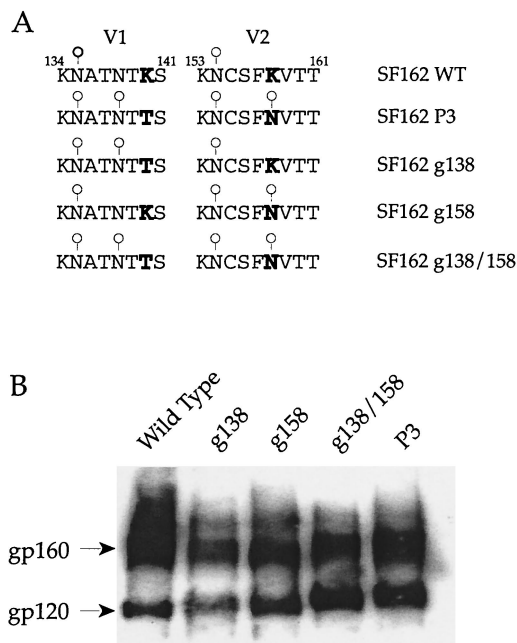 A
V1 V2
134 141 153 161
KNATNTKS KNCSFKVTT SF162 WT
KNATNTTS KNCSFNVTT SF162 P3
KNATNTTS KNCSFKVTT SF162 g138
KNATNTKS KNCSFNVTT SF162 g158
KNATNTTS KNCSFNVTT SF162 g138/158
B
Wild Type g138 g158 g138/158 P3
gp160
gp120